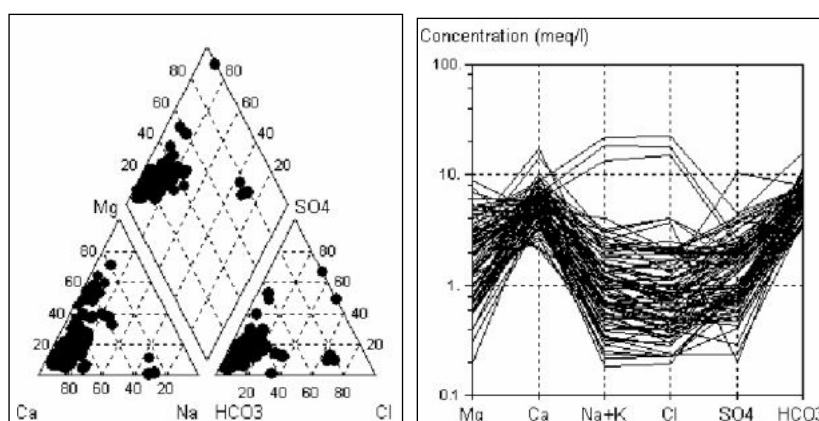 80 80
60 60
40 40
20 20
Mg SO4
80 80
60 60
40 40
20 20
80 60 40 20 20 40 60 80
Ca Na HCO3 Cl
Concentration (meq/l)
100.
10.
1.
0.1
Mg Ca Na+K Cl SO4 HCO3